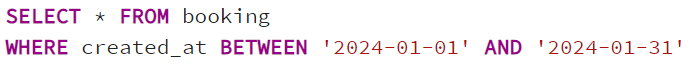 SELECT * FROM booking
WHERE created_at BETWEEN '2024-01-01' AND '2024-01-31'